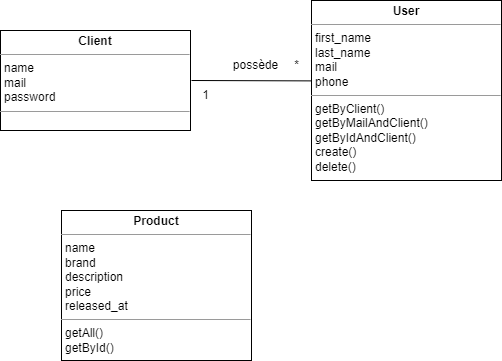 Client
name
mail
password
possède
*
1
User
first_name
last_name
mail
phone
getByClient()
getByMailAndClient()
getByIdAndClient()
create()
delete()
Product
name
brand
description
price
released_at
getAll()
getById()